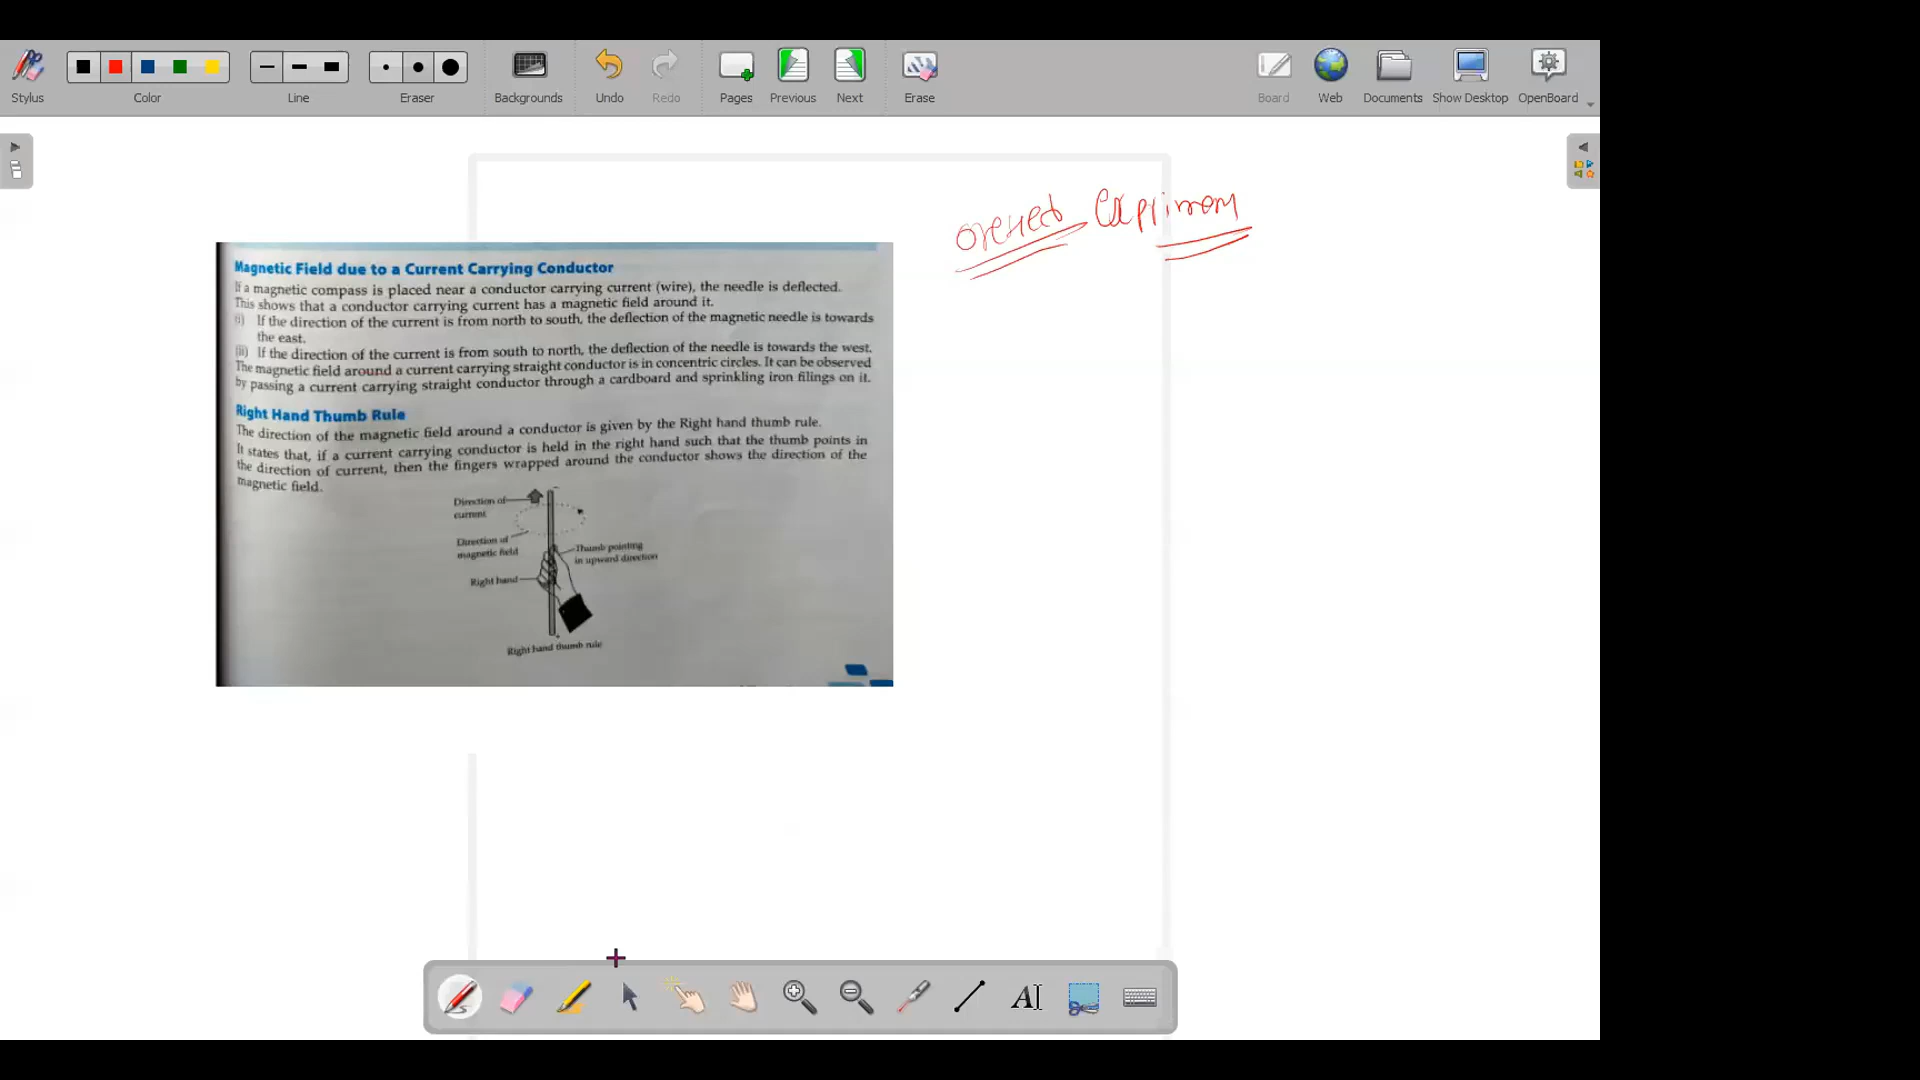 Stylus
Color
Line
Eraser
Backgrounds
Undo
Redo
Pages
Previous
Next
Erase
Board
Web
Documents
Show Desktop
OpenBoard
Magnetic Field due to a Current Carrying Conductor
If a magnetic compass is placed near a conductor carrying current (wire), the needle is deflected.
This shows that a conductor carrying current has a magnetic field around it.
(i) If the direction of the current is from north to south, the deflection of the magnetic needle is towards
the east.
(ii) If the direction of the current is from south to north, the deflection of the needle is towards the west.
The magnetic field around a current carrying straight conductor is in concentric circles. It can be observed
by passing a current carrying straight conductor through a cardboard and sprinkling iron filings on it.
Right Hand Thumb Rule
The direction of the magnetic field around a conductor is given by the Right hand thumb rule.
It states that, if a current carrying conductor is held in the right hand such that the thumb points in
the direction of current, then the fingers wrapped around the conductor shows the direction of the
magnetic field.
Direction of
current
Direction of
magnetic field
Thumb pointing
in upward direction
Right hand
Right hand thumb rule